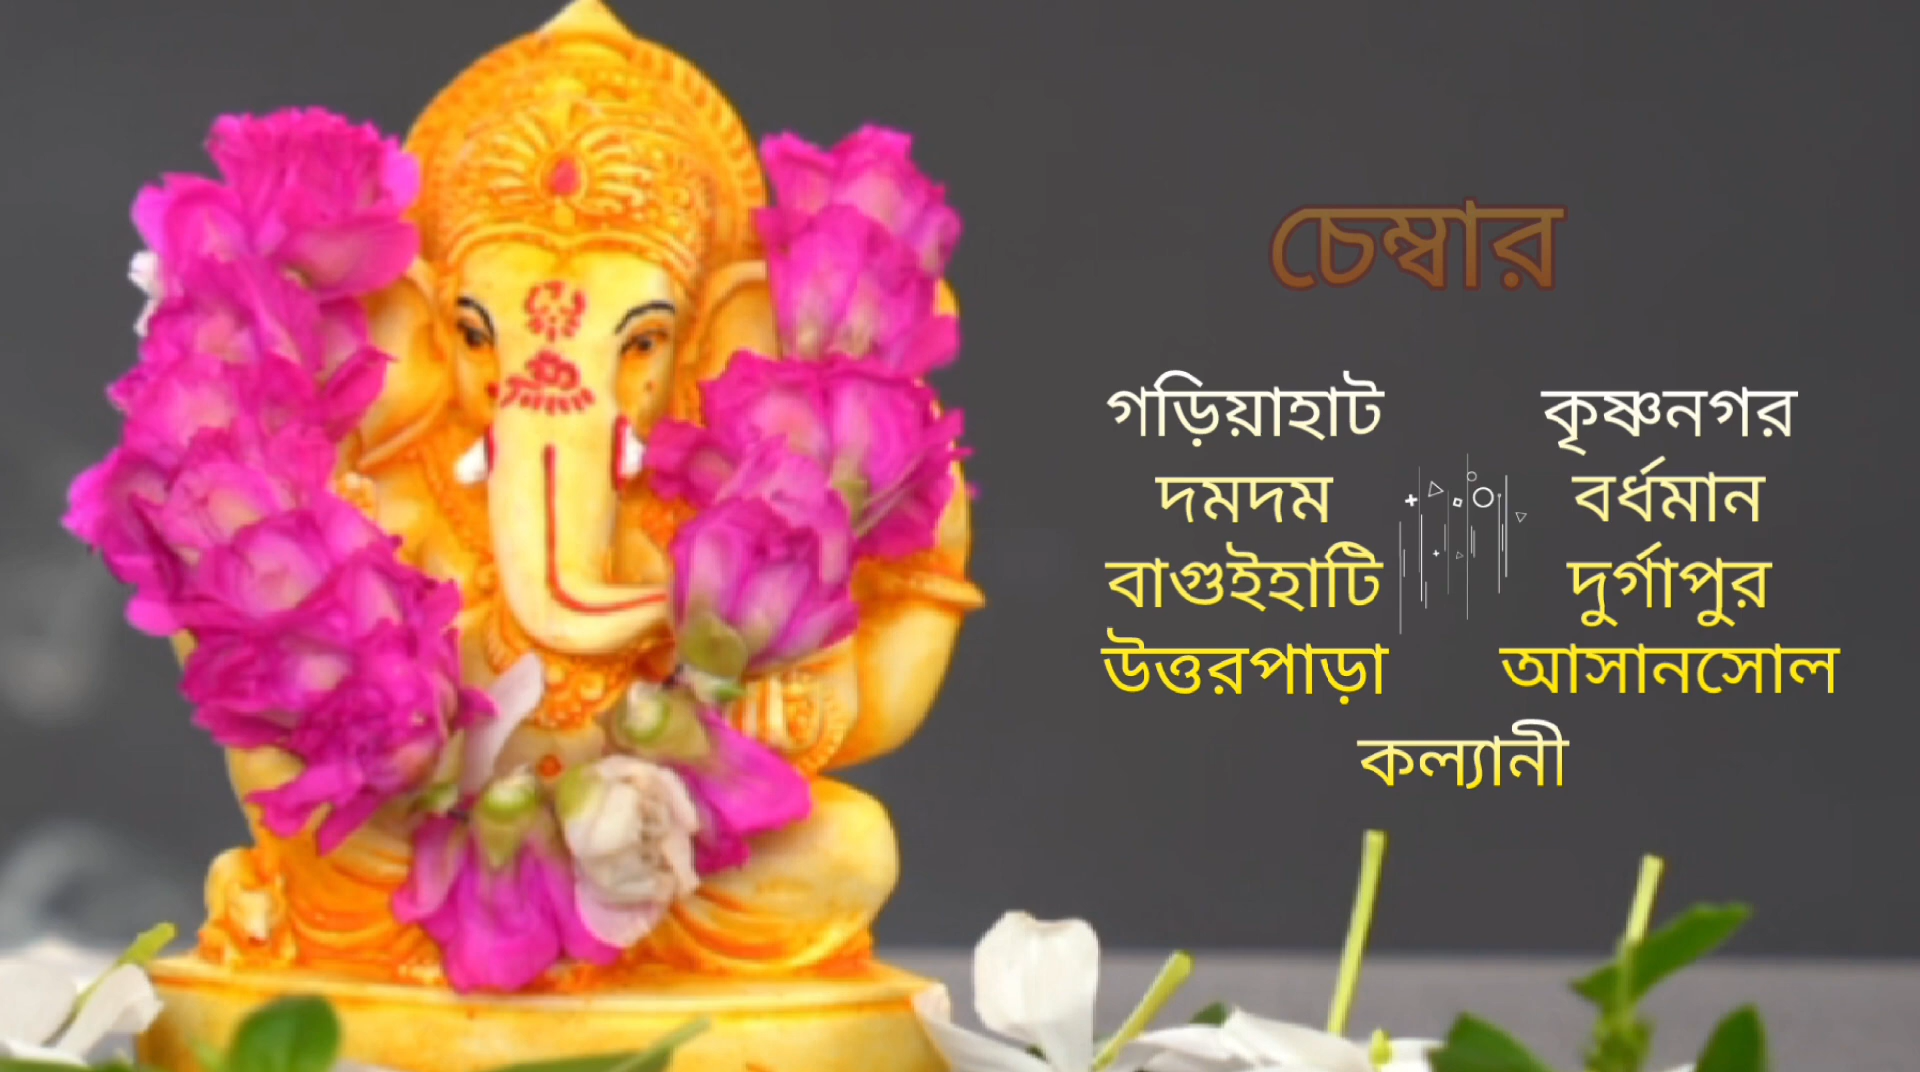 চেম্বার
গড়িয়াহাট
দমদম
বাগুইহাটি
উত্তরপাড়া
কৃষ্ণনগর
বর্ধমান
দুর্গাপুর
আসানসোল
কল্যানী